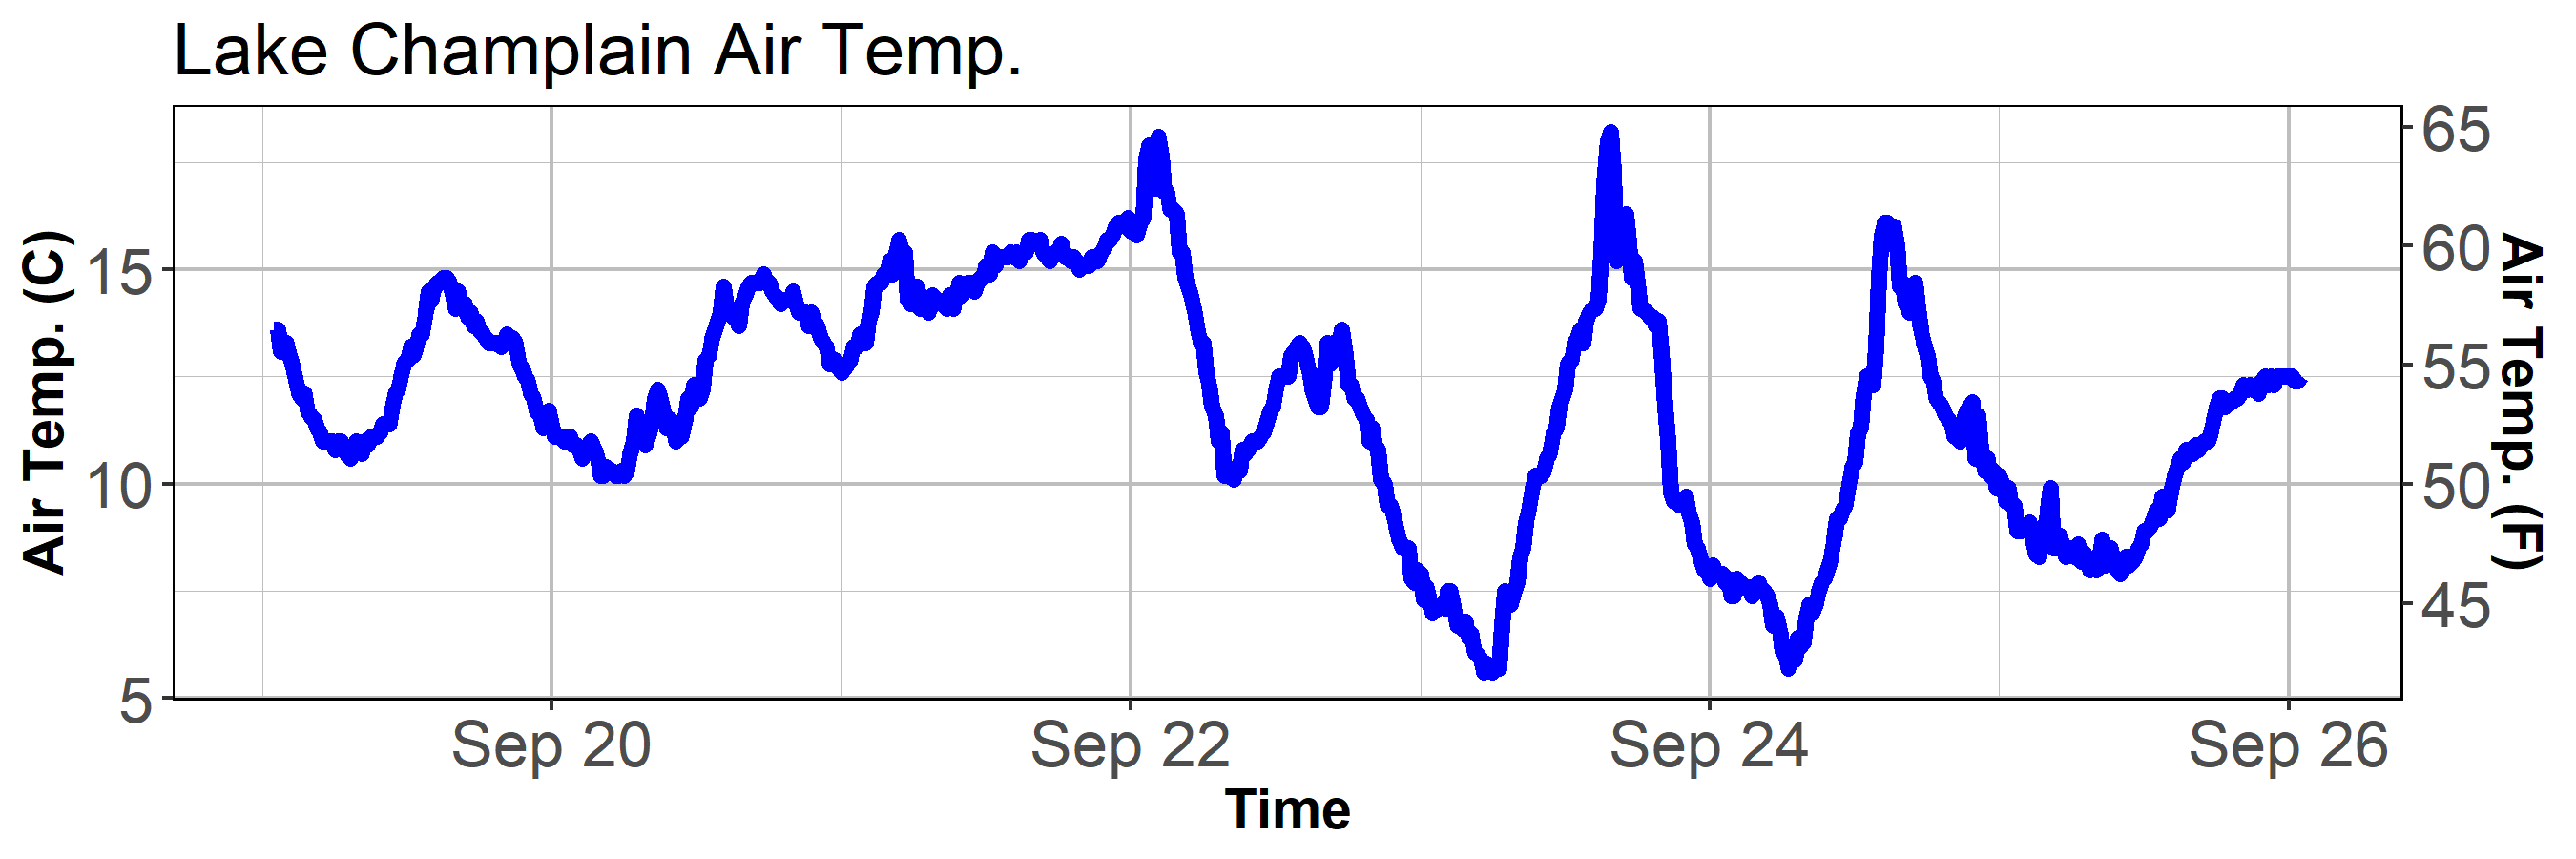 Lake Champlain Air Temp.
Air Temp. (C)
15
10
5
65
60
55
50
45
Air Temp. (F)
Sep 20 Sep 22 Sep 24 Sep 26
Time